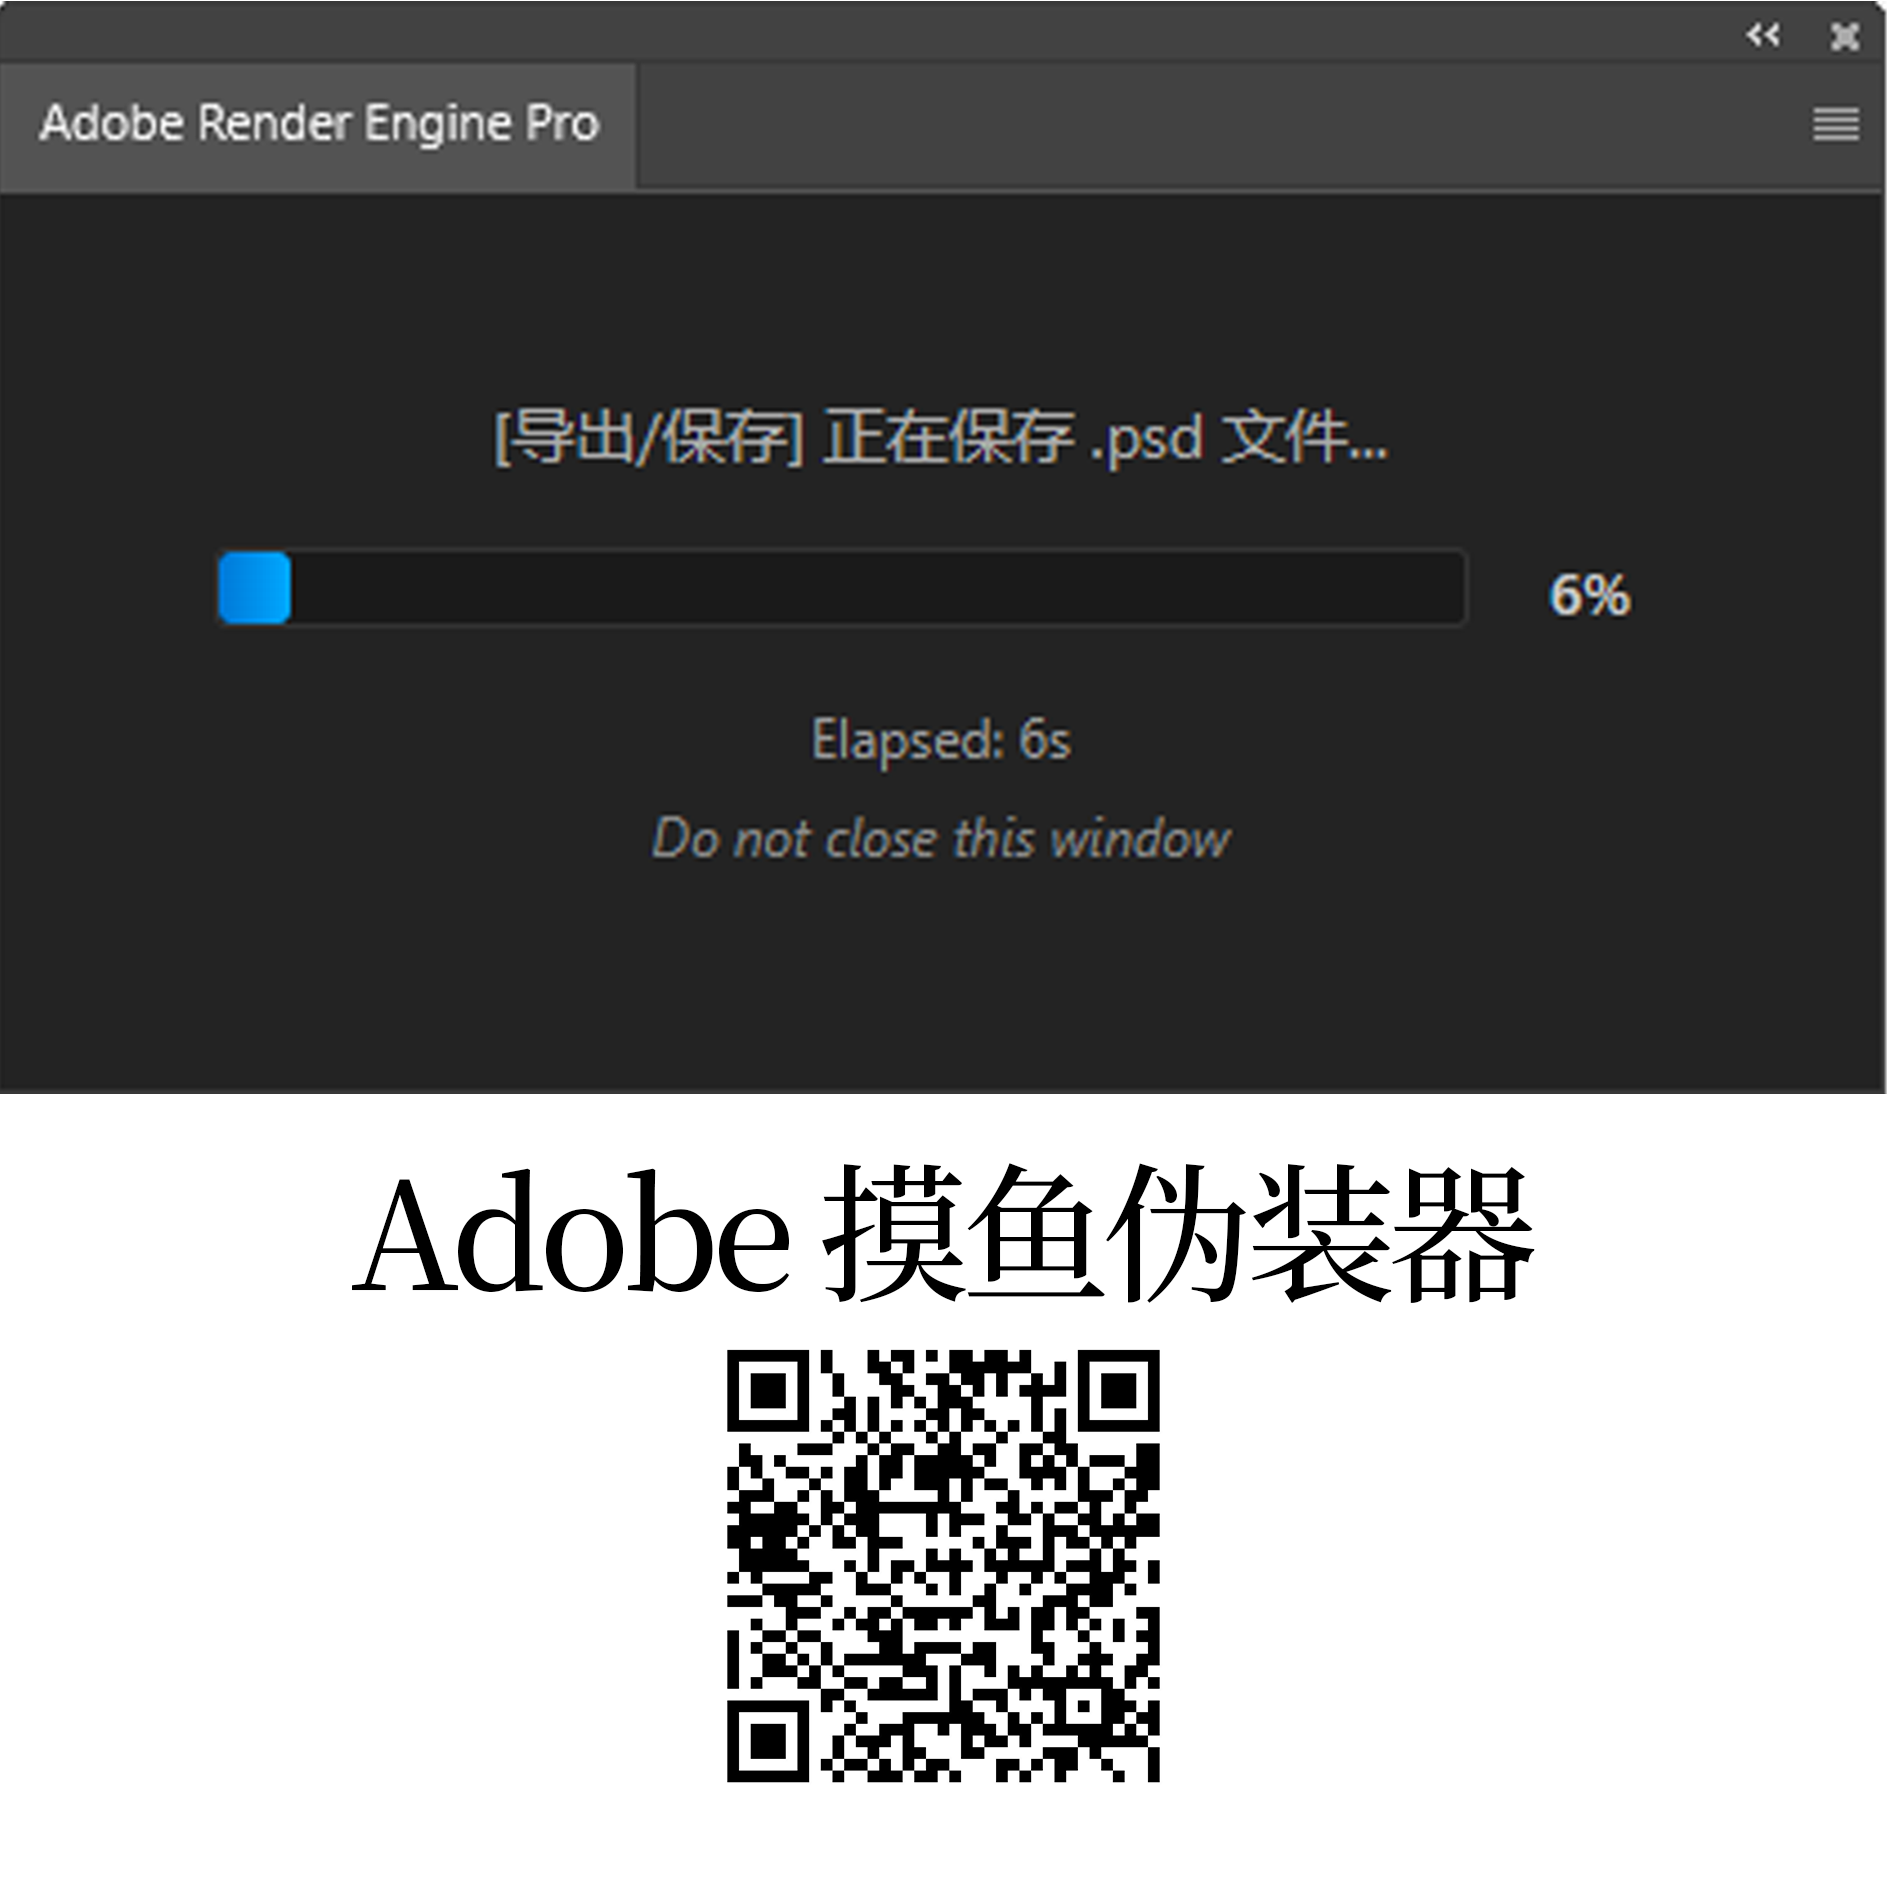 Adobe Render Engine Pro
[导出/保存] 正在保存 .psd 文件...
6%
Elapsed: 6s
Do not close this window
Adobe 摸鱼伪装器